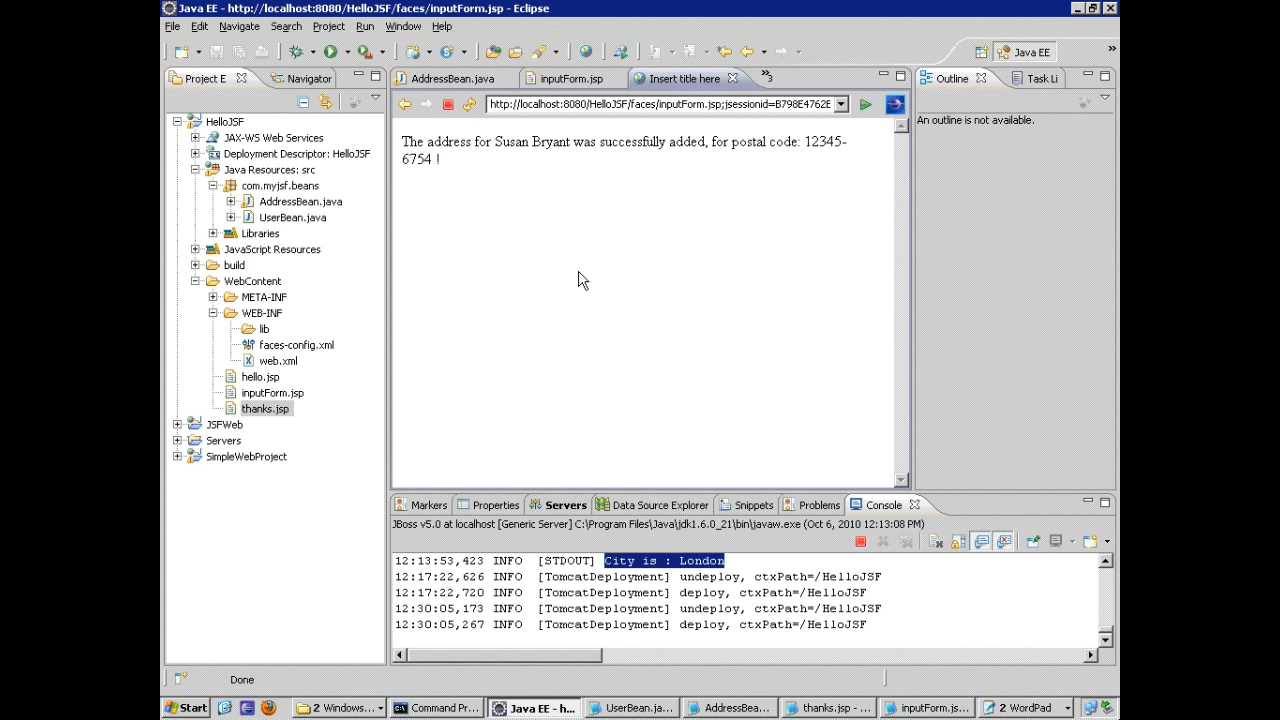 Java EE - http://localhost:8080/HelloJSF/faces/inputForm.jsp - Eclipse
File Edit Navigate Search Project Run Window Help
Java EE
Project E
Navigator
AddressBean.java
inputForm.jsp
Insert title here
3
Outline
Task Li
http://localhost:8080/HelloJSF/faces/inputForm.jsp;jsessionid=B798E4762E
An outline is not available.
HelloJSF
JAX-WS Web Services
Deployment Descriptor: HelloJSF
Java Resources: src
com.myjsf.beans
AddressBean.java
UserBean.java
Libraries
JavaScript Resources
build
WebContent
META-INF
WEB-INF
lib
faces-config.xml
web.xml
hello.jsp
inputForm.jsp
thanks.jsp
JSFWeb
Servers
SimpleWebProject
The address for Susan Bryant was successfully added, for postal code: 12345-
6754 !
Markers
Properties
Servers
Data Source Explorer
Snippets
Problems
Console
JBoss v5.0 at localhost [Generic Server] C:\Program Files\Java\jdk1.6.0_21\bin\javaw.exe (Oct 6, 2010 12:13:08 PM)
12:13:53,423 INFO [STDOUT] City is : London
12:17:22,626 INFO [TomcatDeployment] undeploy, ctxPath=/HelloJSF
12:17:22,720 INFO [TomcatDeployment] deploy, ctxPath=/HelloJSF
12:30:05,173 INFO [TomcatDeployment] undeploy, ctxPath=/HelloJSF
12:30:05,267 INFO [TomcatDeployment] deploy, ctxPath=/HelloJSF
Done
Start
2 Windows...
Command Pr...
Java EE - h...
UserBean.ja...
AddressBea...
thanks.jsp - ...
inputForm.js...
2 WordPad